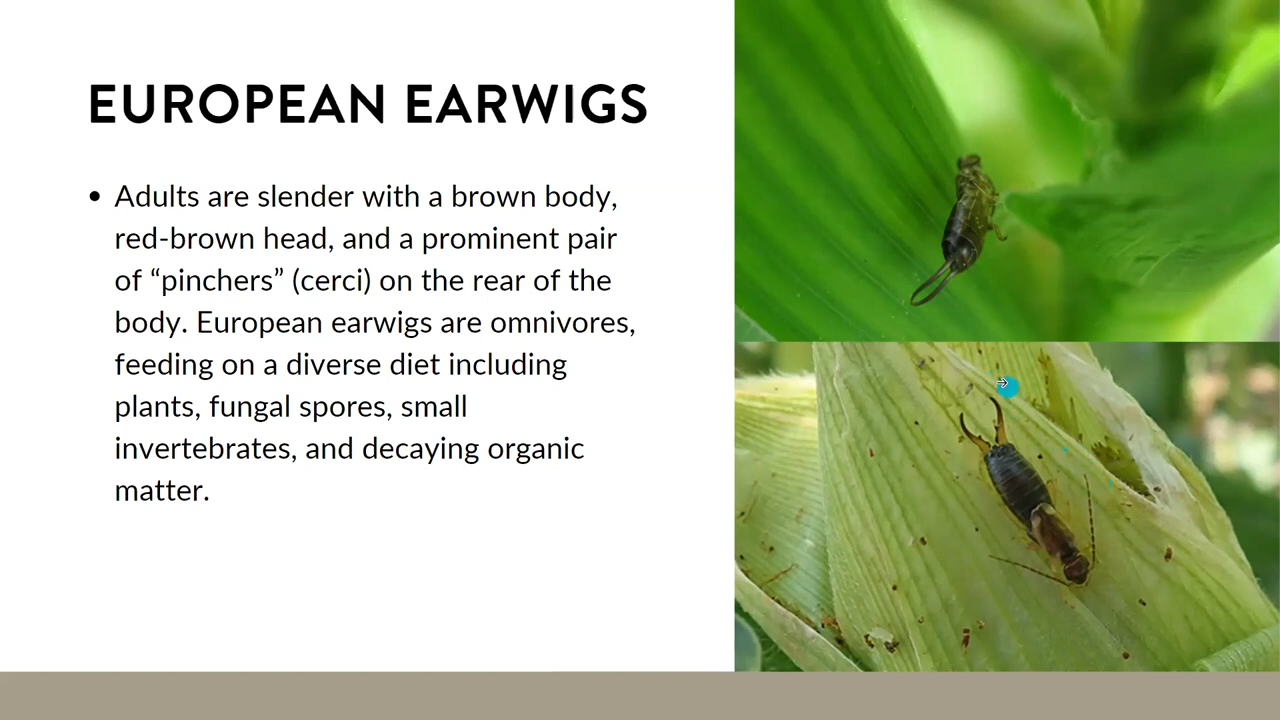 EUROPEAN EARWIGS
• Adults are slender with a brown body,
red-brown head, and a prominent pair
of “pinchers” (cerci) on the rear of the
body. European earwigs are omnivores,
feeding on a diverse diet including
plants, fungal spores, small
invertebrates, and decaying organic
matter.